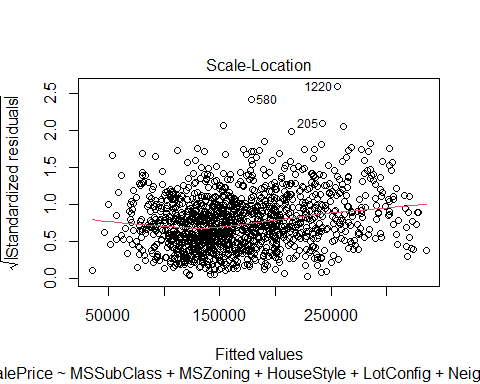 Scale-Location
√|Standardized residuals|
2.5
2.0
1.5
1.0
0.5
0.0
1220
580
205
50000 150000 250000
Fitted values
alePrice ~ MSSubClass + MSZoning + HouseStyle + LotConfig + Neig